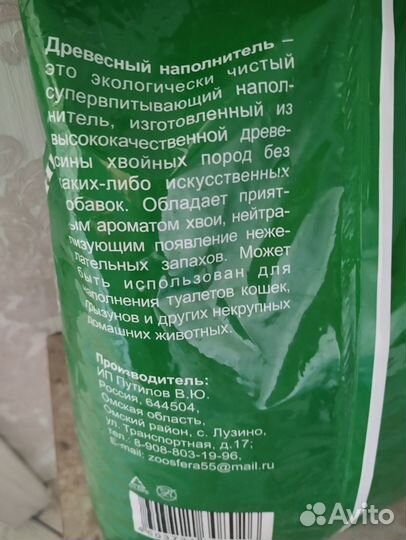 Древесный наполнитель –
это экологически чистый
супервпитывающий напол-
нитель, изготовленный из
высококачественной древе-
сины хвойных пород без
каких-либо искусственных
обавок. Обладает прият-
ым ароматом хвои, нейтра-
лизующим появление неже-
лательных запахов. Может
быть использован для
наполнения туалетов кошек,
грызунов и других некрупных
домашних животных.
Производитель:
ИП Путилов В.Ю.
Россия, 644504,
Омская область,
Омский район, с. Лузино,
ул. Транспортная, д.17;
тел.: 8-908-803-19-96,
E-mail: zoosfera55@mail.ru
Avito